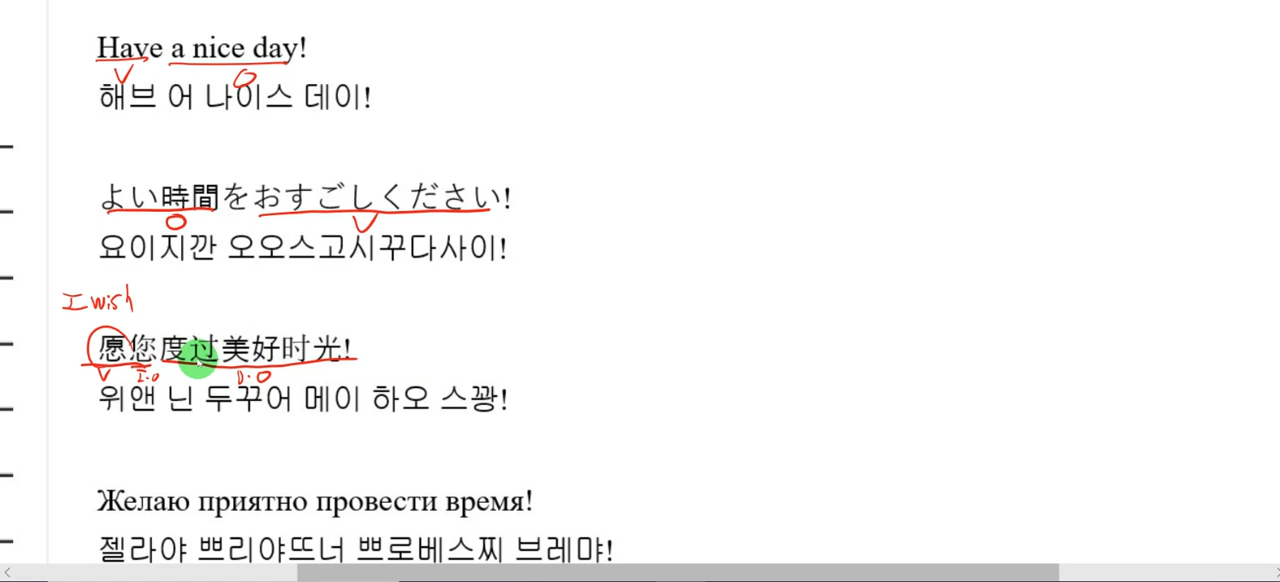 Have a nice day!
V O
해브 어 나이스 데이!
よい時間をおすごしください!
O V
요이지깐 오오스고시꾸다사이!
I wish
愿您度过美好时光!
V I·O D·O
위앤 닌 두꾸어 메이 하오 스꽝!
Желаю приятно провести время!
젤라야 쁘리야뜨너 쁘로베스찌 브레먀!